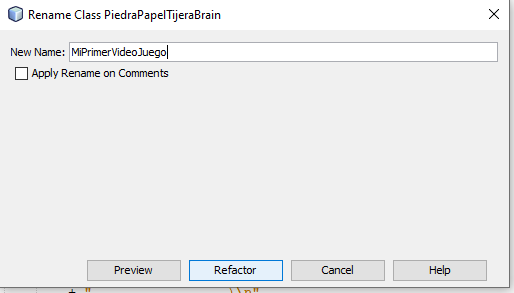 Rename Class PiedraPapelTijeraBrain
New Name: MiPrimerVideoJuego
Apply Rename on Comments
Preview Refactor Cancel Help
+ " \\n"